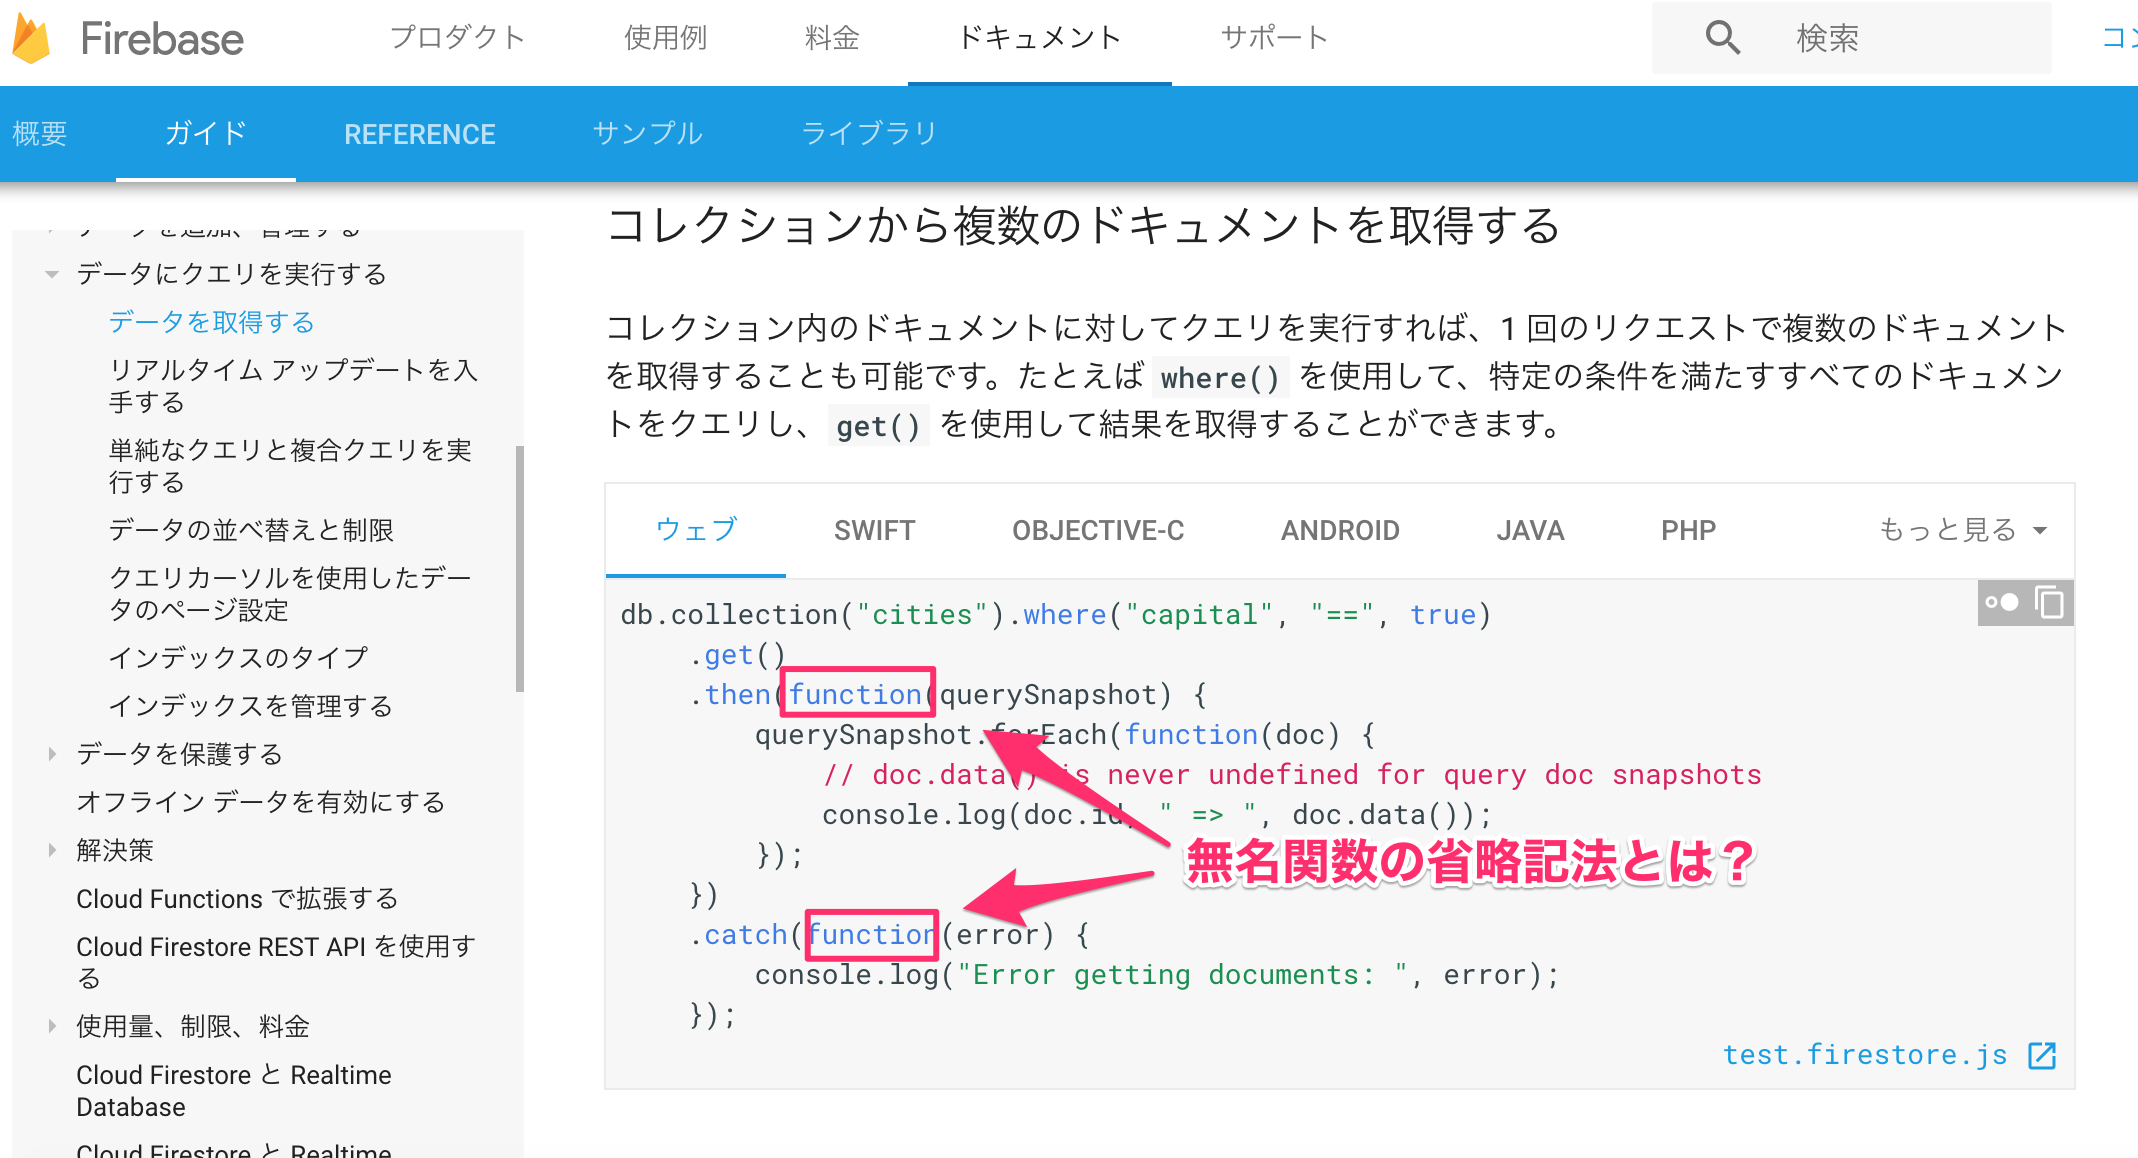 Firebase
プロダクト
使用例
料金
ドキュメント
サポート
検索
コン
概要
ガイド
REFERENCE
サンプル
ライブラリ
データを追加、管理する
データにクエリを実行する
データを取得する
リアルタイム アップデートを入
手する
単純なクエリと複合クエリを実
行する
データの並べ替えと制限
クエリカーソルを使用したデー
タのページ設定
インデックスのタイプ
インデックスを管理する
データを保護する
オフライン データを有効にする
解決策
Cloud Functions で拡張する
Cloud Firestore REST API を使用す
る
使用量、制限、料金
Cloud Firestore と Realtime
Database
Cloud Firestore と Realtime
コレクションから複数のドキュメントを取得する
コレクション内のドキュメントに対してクエリを実行すれば、1 回のリクエストで複数のドキュメント
を取得することも可能です。たとえば where() を使用して、特定の条件を満たすすべてのドキュメン
トをクエリし、 get() を使用して結果を取得することができます。
ウェブ
SWIFT
OBJECTIVE-C
ANDROID
JAVA
PHP
もっと見る
db.collection("cities").where("capital", "==", true)
.get()
.then(function(querySnapshot) {
querySnapshot.forEach(function(doc) {
// doc.data() is never undefined for query doc snapshots
console.log(doc.id, " => ", doc.data());
});
無名関数の省略記法とは？
})
.catch(function(error) {
console.log("Error getting documents: ", error);
});
test.firestore.js